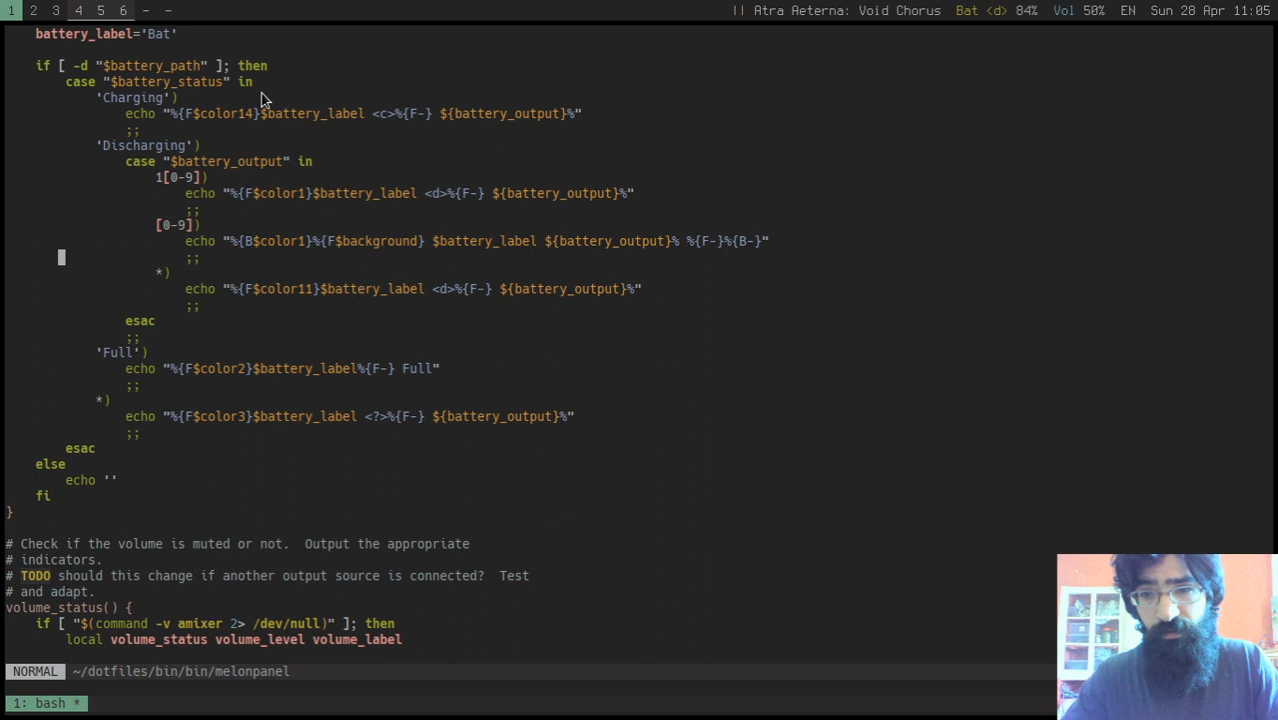 1 2 3 4 5 6 - - || Atra Aeterna: Void Chorus Bat <d> 84% Vol 50% EN Sun 28 Apr 11:05
battery_label='Bat'
if [ -d "$battery_path" ]; then
case "$battery_status" in
'Charging')
echo "%{F$color14}$battery_label <c>%{F-} ${battery_output}%"
;;
'Discharging')
case "$battery_output" in
1[0-9])
echo "%{F$color1}$battery_label <d>%{F-} ${battery_output}%"
;;
[0-9])
echo "%{B$color1}%{F$background} $battery_label ${battery_output}% %{F-}%{B-}"
;;
*)
echo "%{F$color11}$battery_label <d>%{F-} ${battery_output}%"
;;
esac
;;
'Full')
echo "%{F$color2}$battery_label%{F-} Full"
;;
*)
echo "%{F$color3}$battery_label <?>%{F-} ${battery_output}%"
;;
esac
else
echo ''
fi
}
# Check if the volume is muted or not.  Output the appropriate
# indicators.
# TODO should this change if another output source is connected?  Test
# and adapt.
volume_status() {
if [ "$(command -v amixer 2> /dev/null)" ]; then
local volume_status volume_level volume_label
NORMAL ~/dotfiles/bin/bin/melonpanel
1: bash *